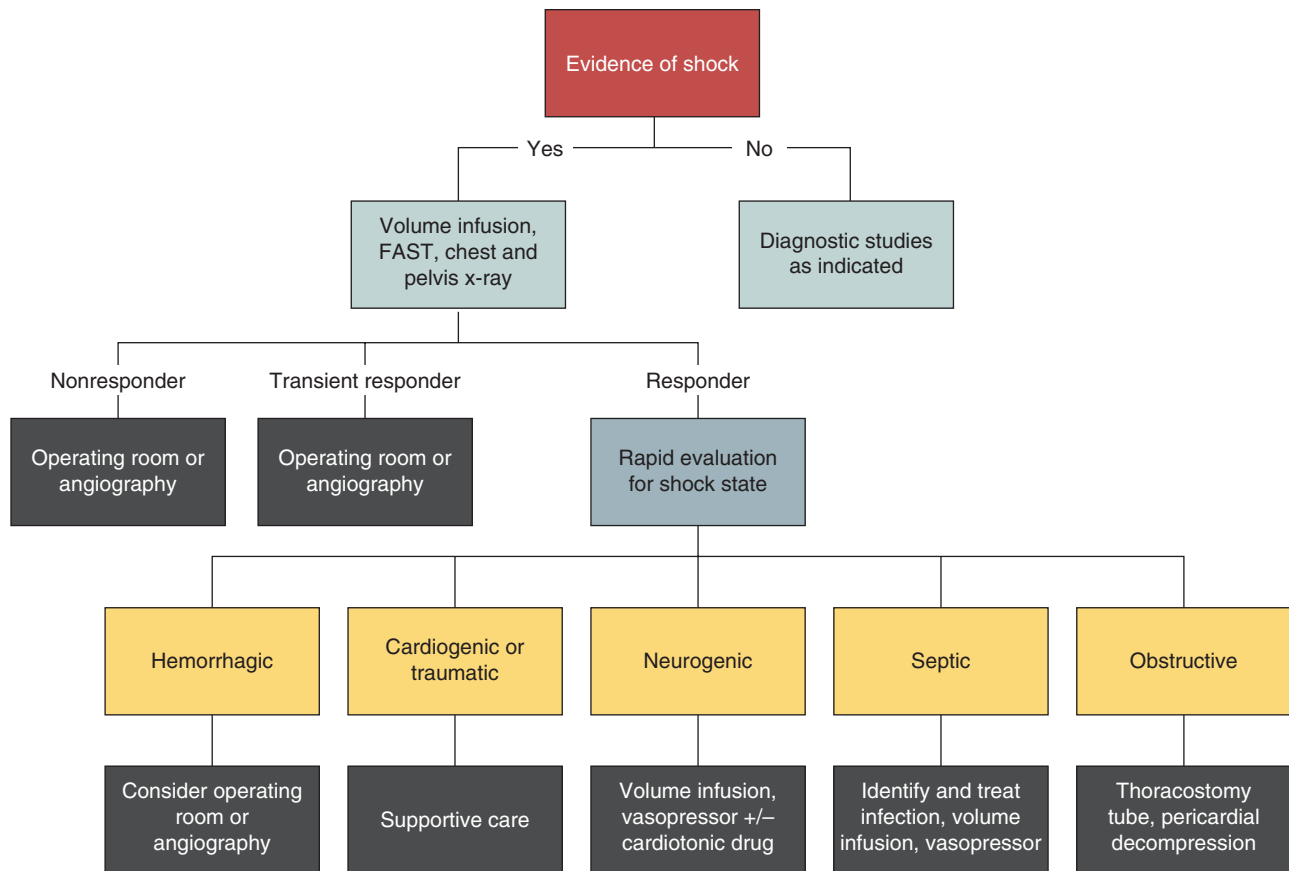 Evidence of shock
Yes
No
Volume infusion,
FAST, chest and
pelvis x-ray
Diagnostic studies
as indicated
Nonresponder
Transient responder
Responder
Operating room or
angiography
Operating room or
angiography
Rapid evaluation
for shock state
Hemorrhagic
Cardiogenic or
traumatic
Neurogenic
Septic
Obstructive
Consider operating
room or
angiography
Supportive care
Volume infusion,
vasopressor +/–
cardiotonic drug
Identify and treat
infection, volume
infusion, vasopressor
Thoracostomy
tube, pericardial
decompression